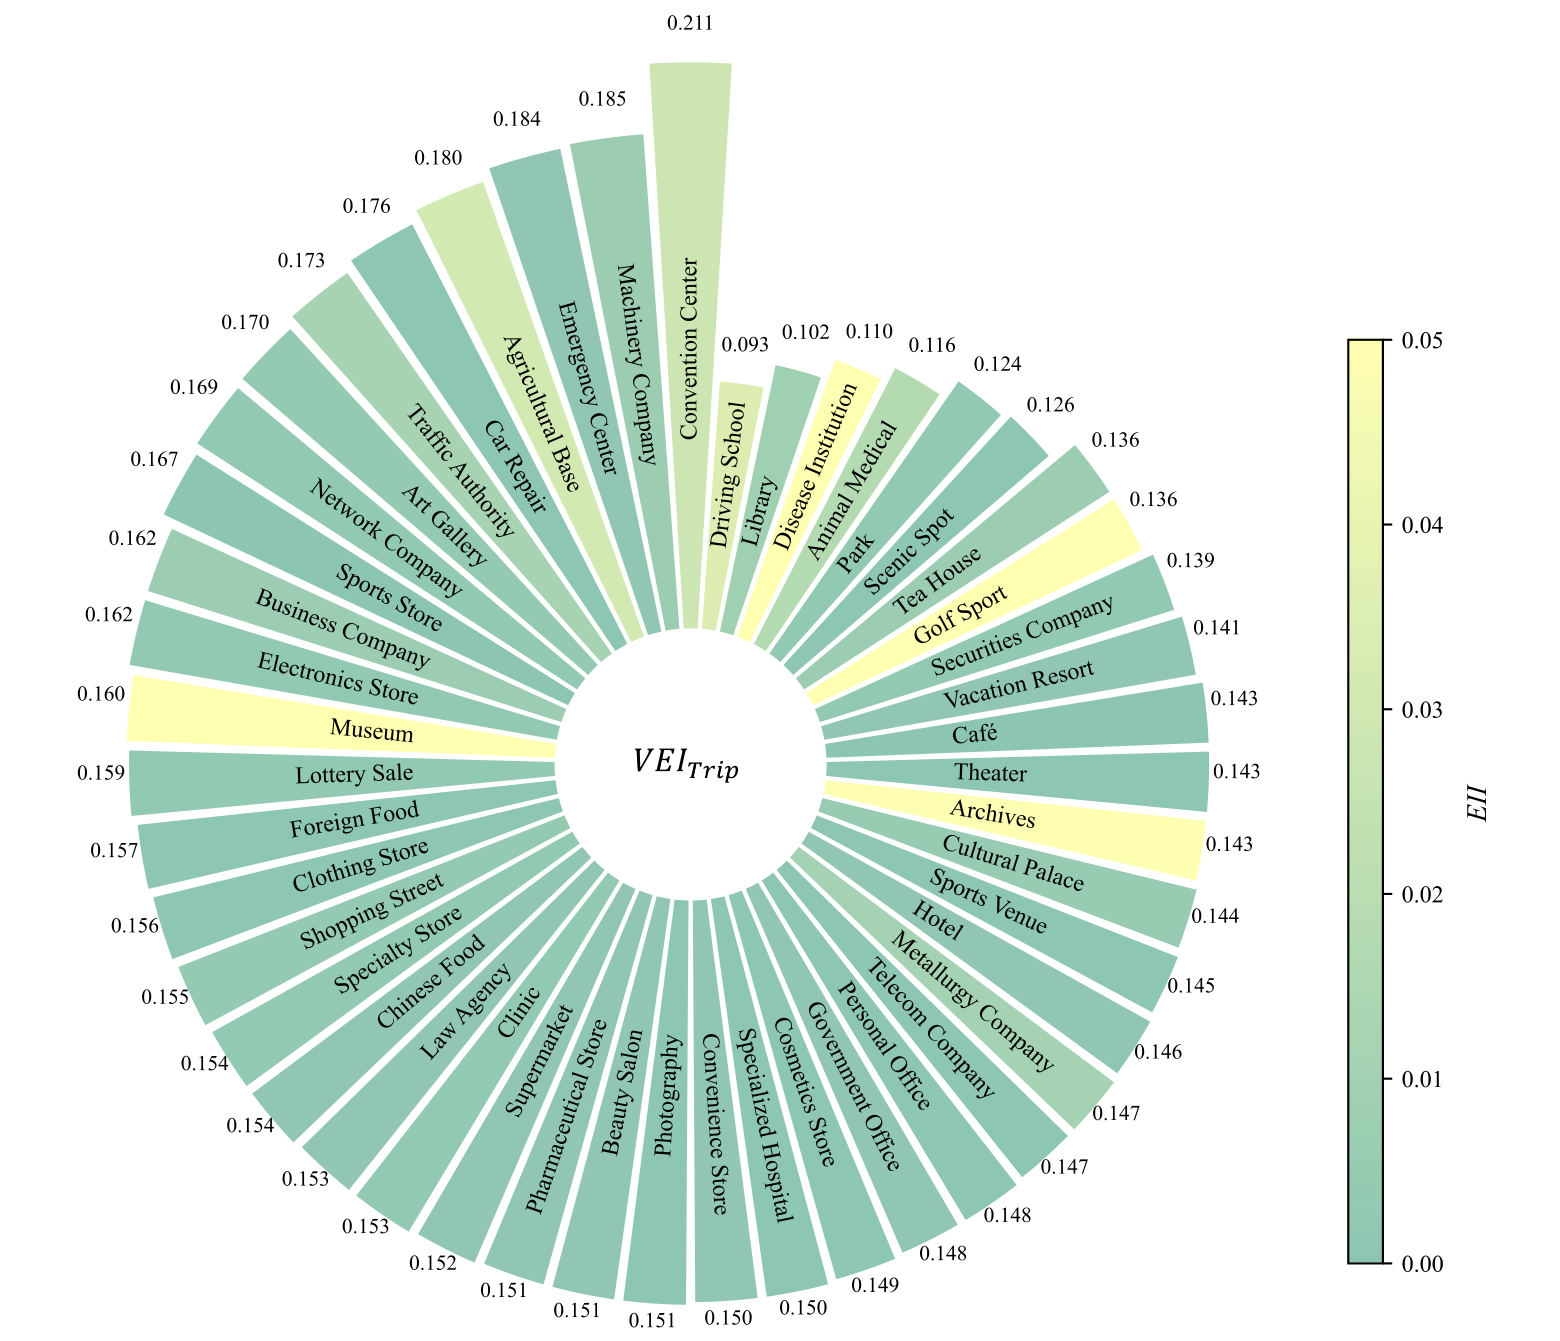 0.211
Convention Center
0.093
Driving School
0.102
Library
0.110
Disease Institution
0.116
Animal Medical
0.124
Park
0.126
Scenic Spot
0.136
Tea House
0.136
Golf Sport
0.139
Securities Company
0.141
Vacation Resort
0.143
Café
0.143
Theater
0.143
Archives
0.144
Cultural Palace
0.145
Sports Venue
0.146
Hotel
0.147
Metallurgy Company
0.147
Telecom Company
0.148
Personal Office
0.148
Government Office
0.149
Cosmetics Store
0.150
Specialized Hospital
0.150
Convenience Store
0.151
Photography
0.151
Beauty Salon
0.151
Pharmaceutical Store
0.152
Supermarket
0.153
Clinic
0.153
Law Agency
0.154
Chinese Food
0.154
Specialty Store
0.155
Shopping Street
0.156
Clothing Store
0.157
Foreign Food
0.159
Lottery Sale
0.160
Museum
0.162
Electronics Store
0.162
Business Company
0.167
Sports Store
0.169
Network Company
0.170
Art Gallery
0.173
Traffic Authority
0.176
Car Repair
0.180
Agricultural Base
0.184
Emergency Center
0.185
Machinery Company
VEI_Trip
0.05
0.04
0.03
0.02
0.01
0.00
EII